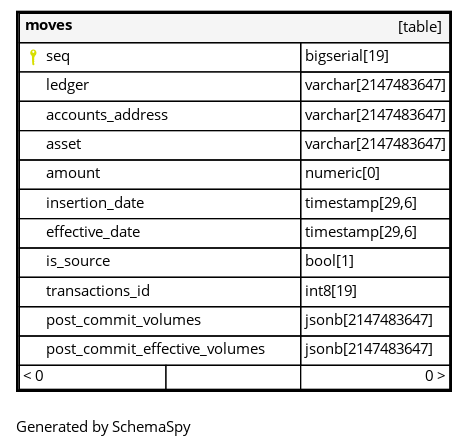 moves [table]
seq bigserial[19]
ledger varchar[2147483647]
accounts_address varchar[2147483647]
asset varchar[2147483647]
amount numeric[0]
insertion_date timestamp[29,6]
effective_date timestamp[29,6]
is_source bool[1]
transactions_id int8[19]
post_commit_volumes jsonb[2147483647]
post_commit_effective_volumes jsonb[2147483647]
< 0 0 >
Generated by SchemaSpy